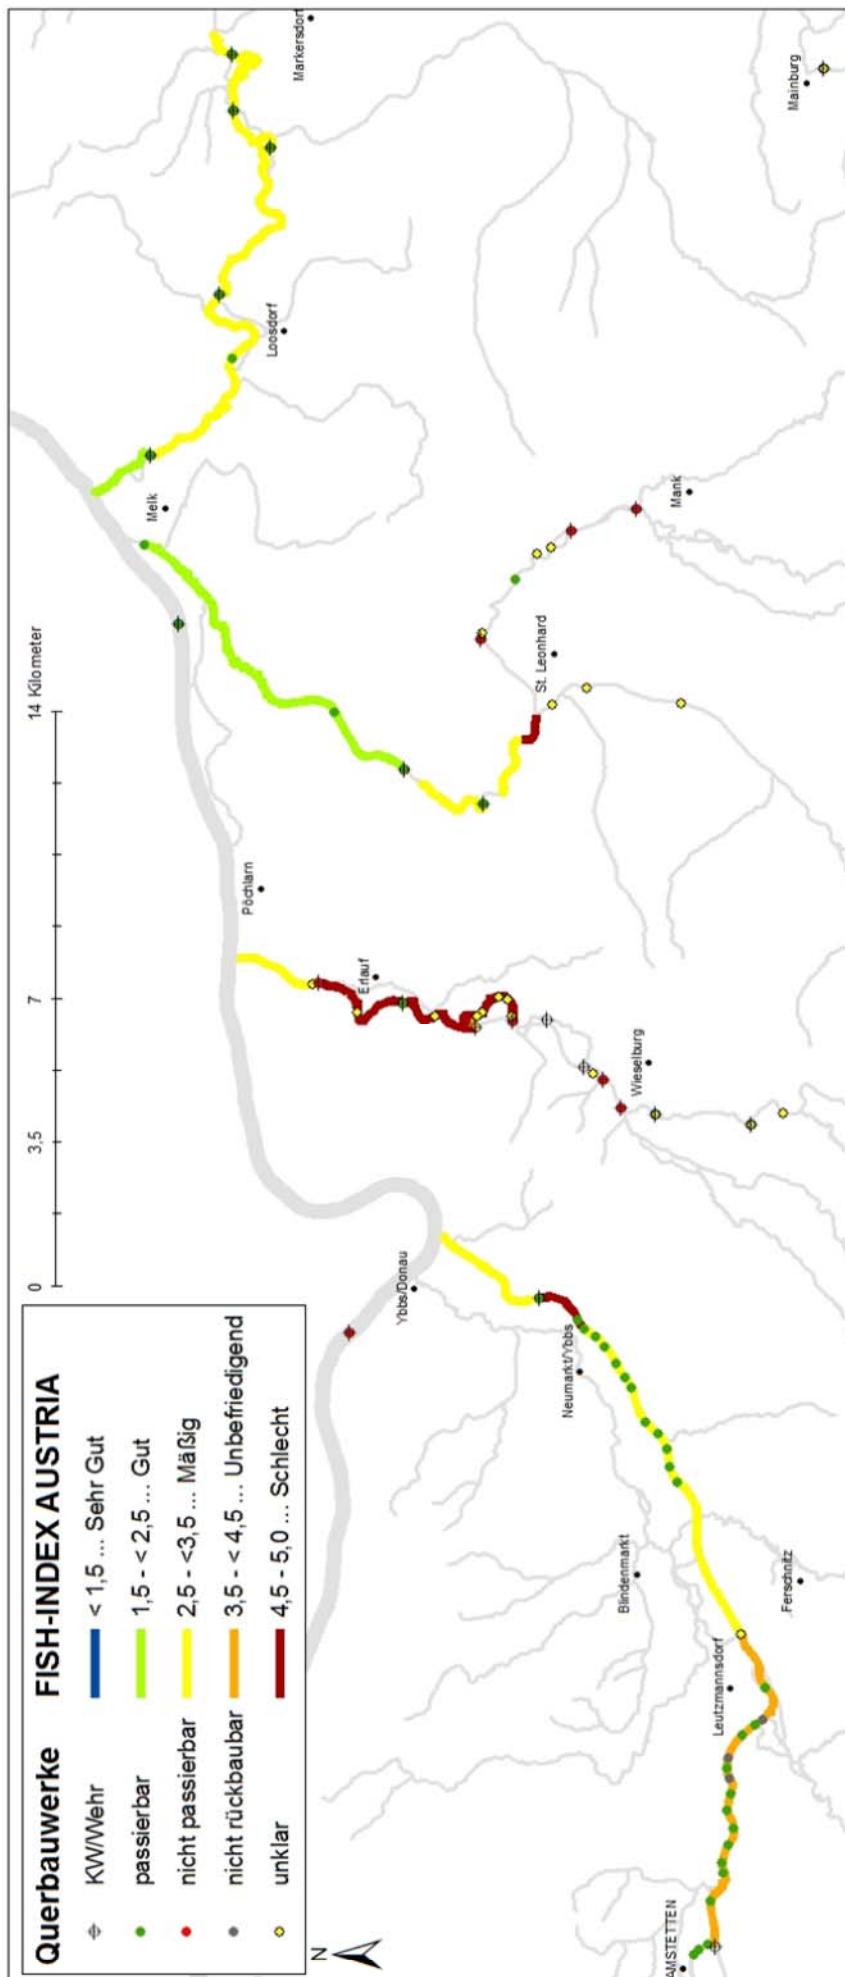 Querbauwerke
KW/Wehr
passierbar
nicht passierbar
nicht rückbaubar
unklar
FISH-INDEX AUSTRIA
< 1,5 ... Sehr Gut
1,5 - < 2,5 ... Gut
2,5 - <3,5 ... Mäßig
3,5 - < 4,5 ... Unbefriedigend
4,5 - 5,0 ... Schlecht
N
0
3,5
7
14 Kilometer
AMSTETTEN
Leutzmannsdorf
Ferschnitz
Blindenmarkt
Neumarkt/Ybbs
Ybbs/Donau
Wieselburg
Erlauf
Pöchlarn
St. Leonhard
Mank
Melk
Loosdorf
Markersdorf
Mainburg